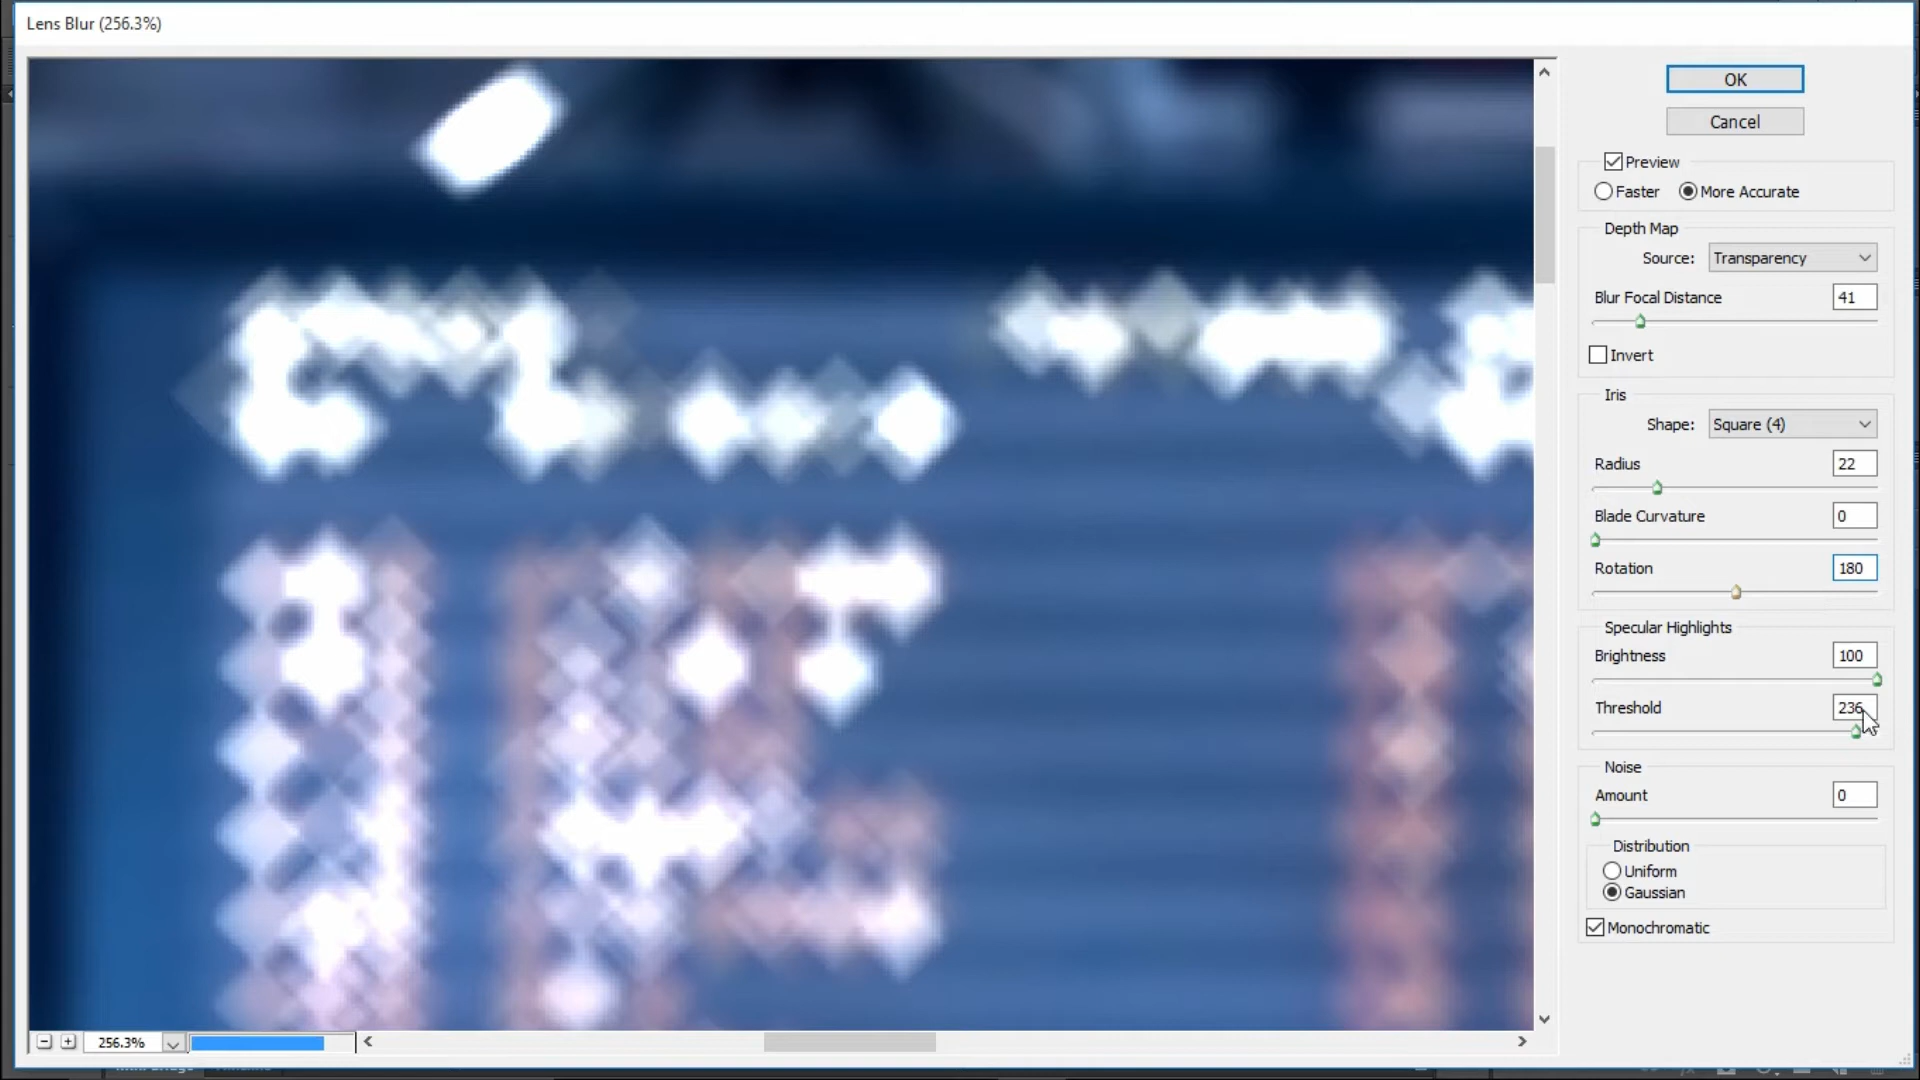 Lens Blur (256.3%)
OK
Cancel
Preview
Faster
More Accurate
Depth Map
Source: Transparency
Blur Focal Distance 41
Invert
Iris
Shape: Square (4)
Radius 22
Blade Curvature 0
Rotation 180
Specular Highlights
Brightness 100
Threshold 236
Noise
Amount 0
Distribution
Uniform
Gaussian
Monochromatic
256.3%